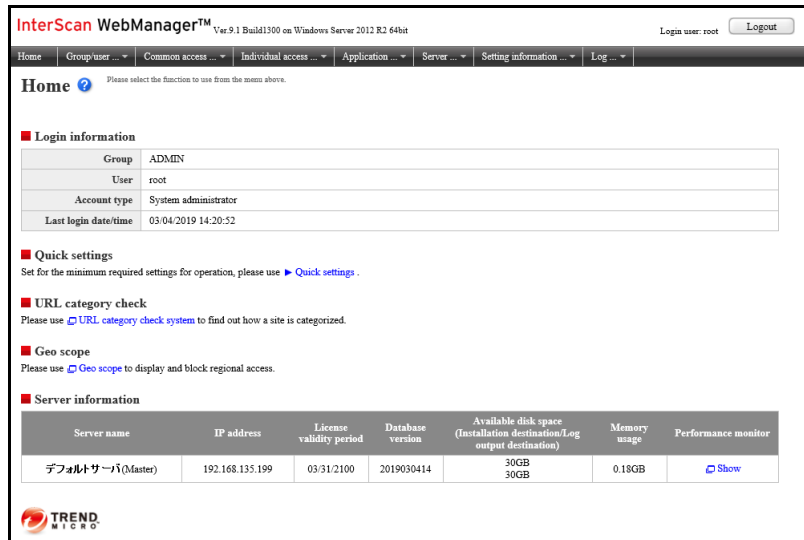 InterScan WebManager™ Ver.9.1 Build1300 on Windows Server 2012 R2 64bit Login user: root Logout
Home Group/user ... Common access ... Individual access ... Application ... Server ... Setting information ... Log ...
Home ? Please select the function to use from the menu above.
Login information
Group ADMIN
User root
Account type System administrator
Last login date/time 03/04/2019 14:20:52
Quick settings
Set for the minimum required settings for operation, please use Quick settings .
URL category check
Please use URL category check system to find out how a site is categorized.
Geo scope
Please use Geo scope to display and block regional access.
Server information
Server name IP address License validity period Database version Available disk space (Installation destination/Log output destination) Memory usage Performance monitor
デフォルトサーバ(Master) 192.168.135.199 03/31/2100 2019030414 30GB 30GB 0.18GB Show
TREND
MICRO